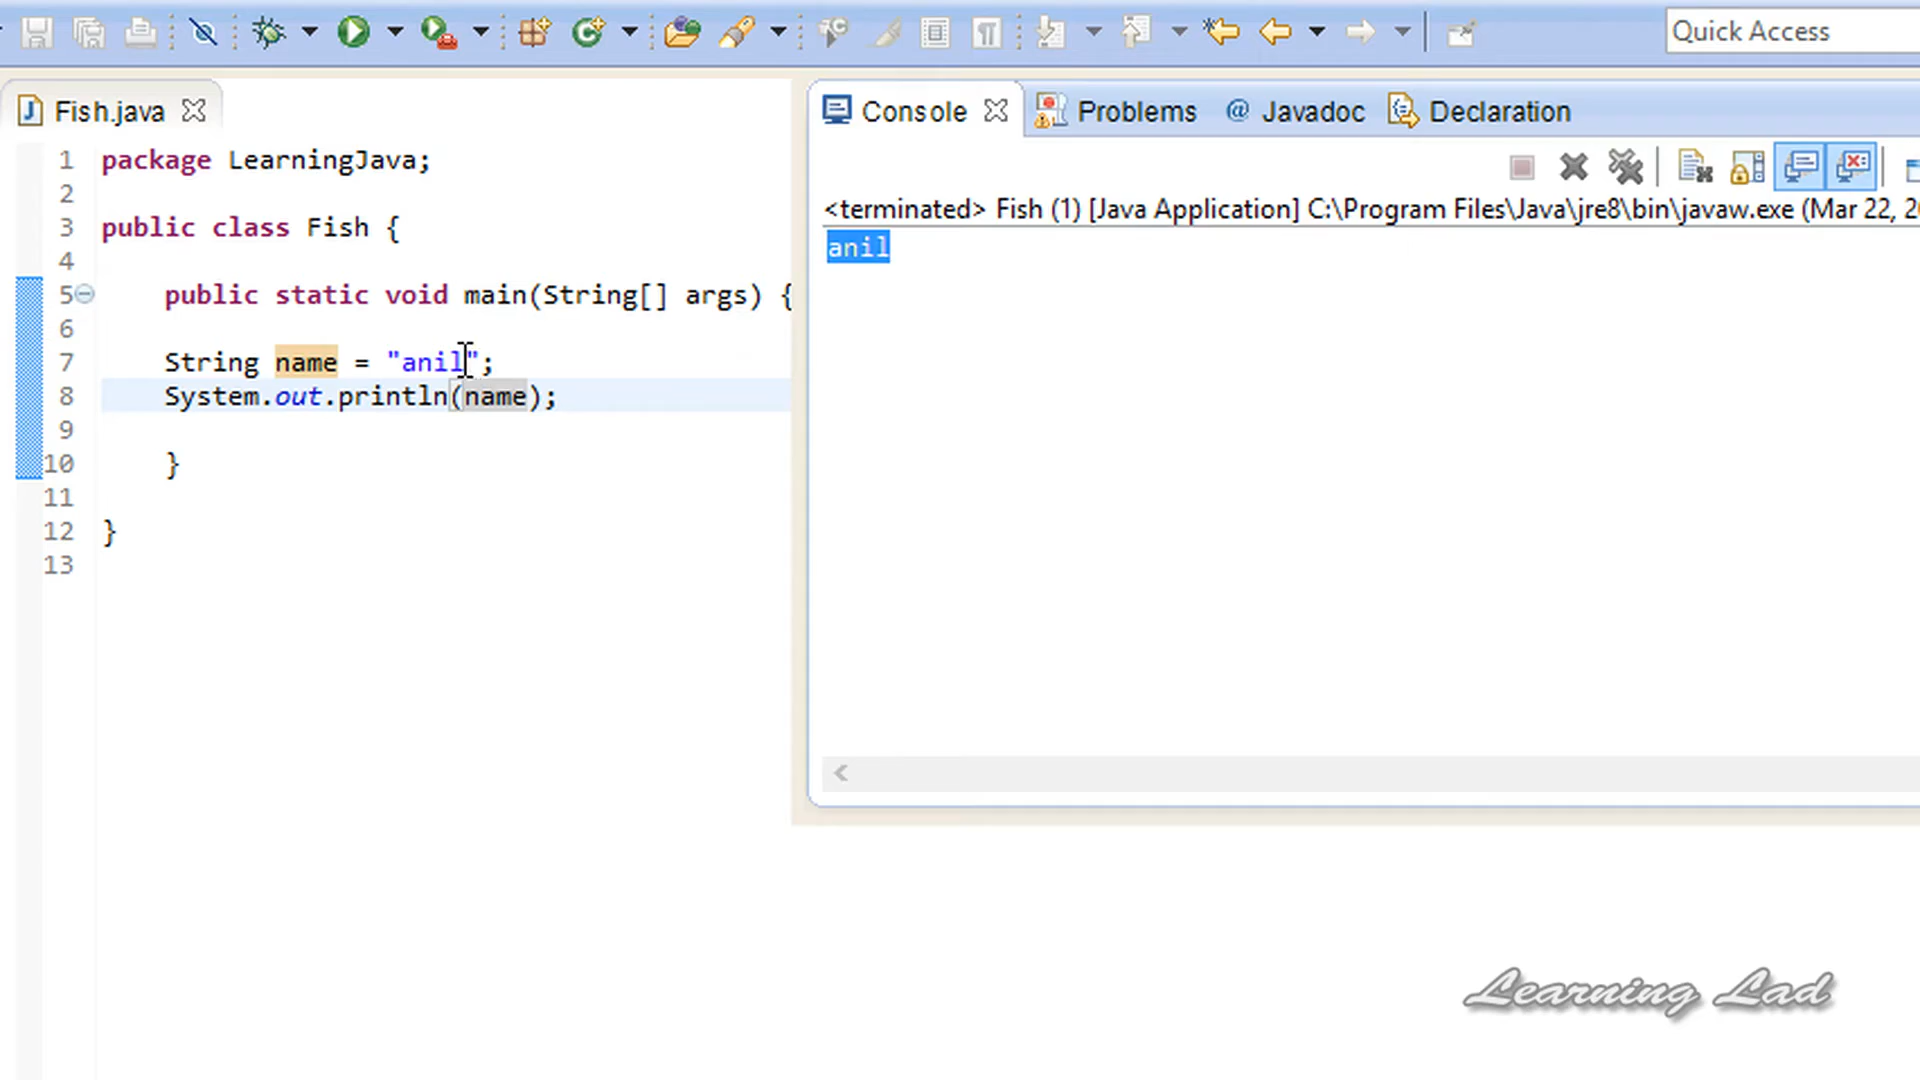 Quick Access
Fish.java
1 package LearningJava;
2
3 public class Fish {
4
5 public static void main(String[] args) {
6
7 String name = "anil";
8 System.out.println(name);
9
10 }
11
12 }
13
Console Problems @ Javadoc Declaration
<terminated> Fish (1) [Java Application] C:\Program Files\Java\jre8\bin\javaw.exe (Mar 22, 2
anil
Learning Lad